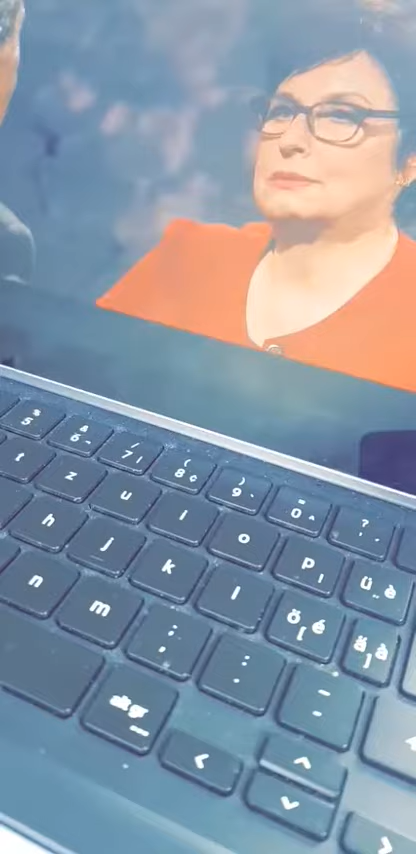 % 5
& 6 ¬
/ 7 |
( 8 ¢
) 9
= 0 ^
? '
t z u i o p ü è
h j k l ö é [ ä à ]
n m ; , : . _ -
alt gr
< ^